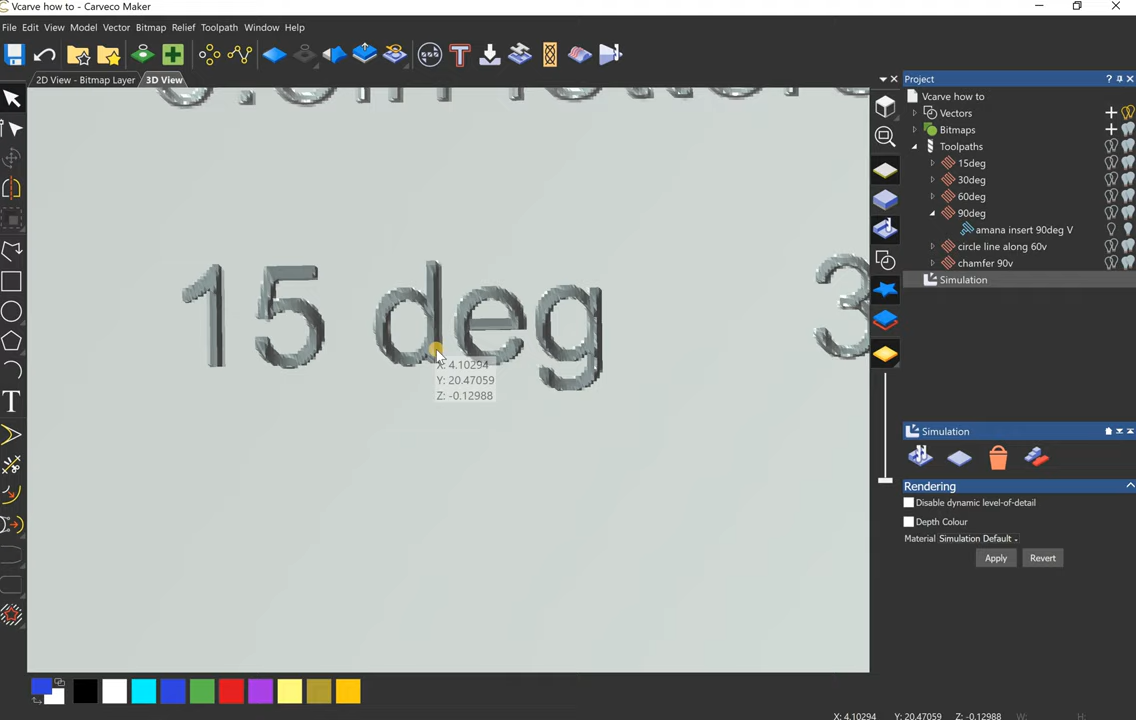 Vcarve how to - Carveco Maker
File Edit View Model Vector Bitmap Relief Toolpath Window Help
2D View - Bitmap Layer
3D View
Project
Vcarve how to
Vectors
Bitmaps
Toolpaths
15deg
30deg
60deg
90deg
amana insert 90deg V
circle line along 60v
chamfer 90v
Simulation
15 deg
3
X: 4.10294
Y: 20.47059
Z: -0.12988
Simulation
Rendering
Disable dynamic level-of-detail
Depth Colour
Material Simulation Default
Apply Revert
X: 4.10294 Y: 20.47059 Z: -0.12988 W: H: